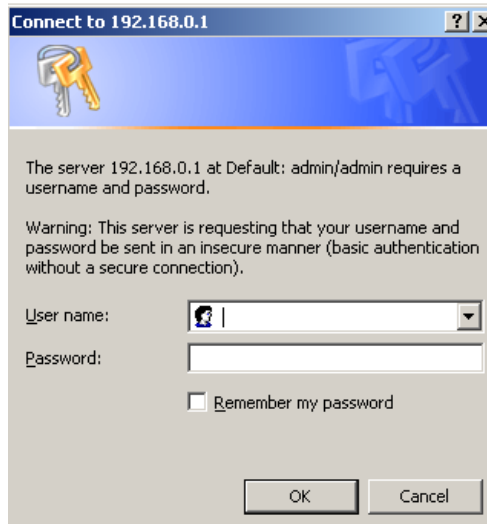 Connect to 192.168.0.1
The server 192.168.0.1 at Default: admin/admin requires a
username and password.
Warning: This server is requesting that your username and
password be sent in an insecure manner (basic authentication
without a secure connection).
User name:
Password:
Remember my password
OK Cancel